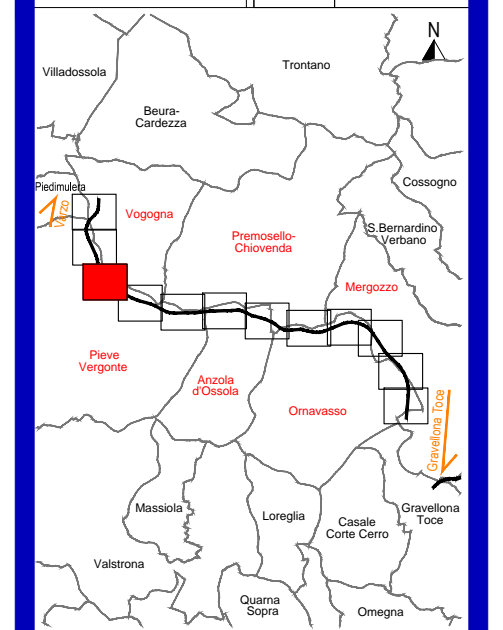 N
Villadossola
Trontano
Beura-
Cardezza
Piedimulera
Varzo
Vogogna
Cossogno
S.Bernardino
Verbano
Premosello-
Chiovenda
Mergozzo
Pieve
Vergonte
Anzola
d'Ossola
Ornavasso
Gravellona Toce
Massiola
Loreglia
Casale
Corte Cerro
Gravellona
Toce
Valstrona
Quarna
Sopra
Omegna